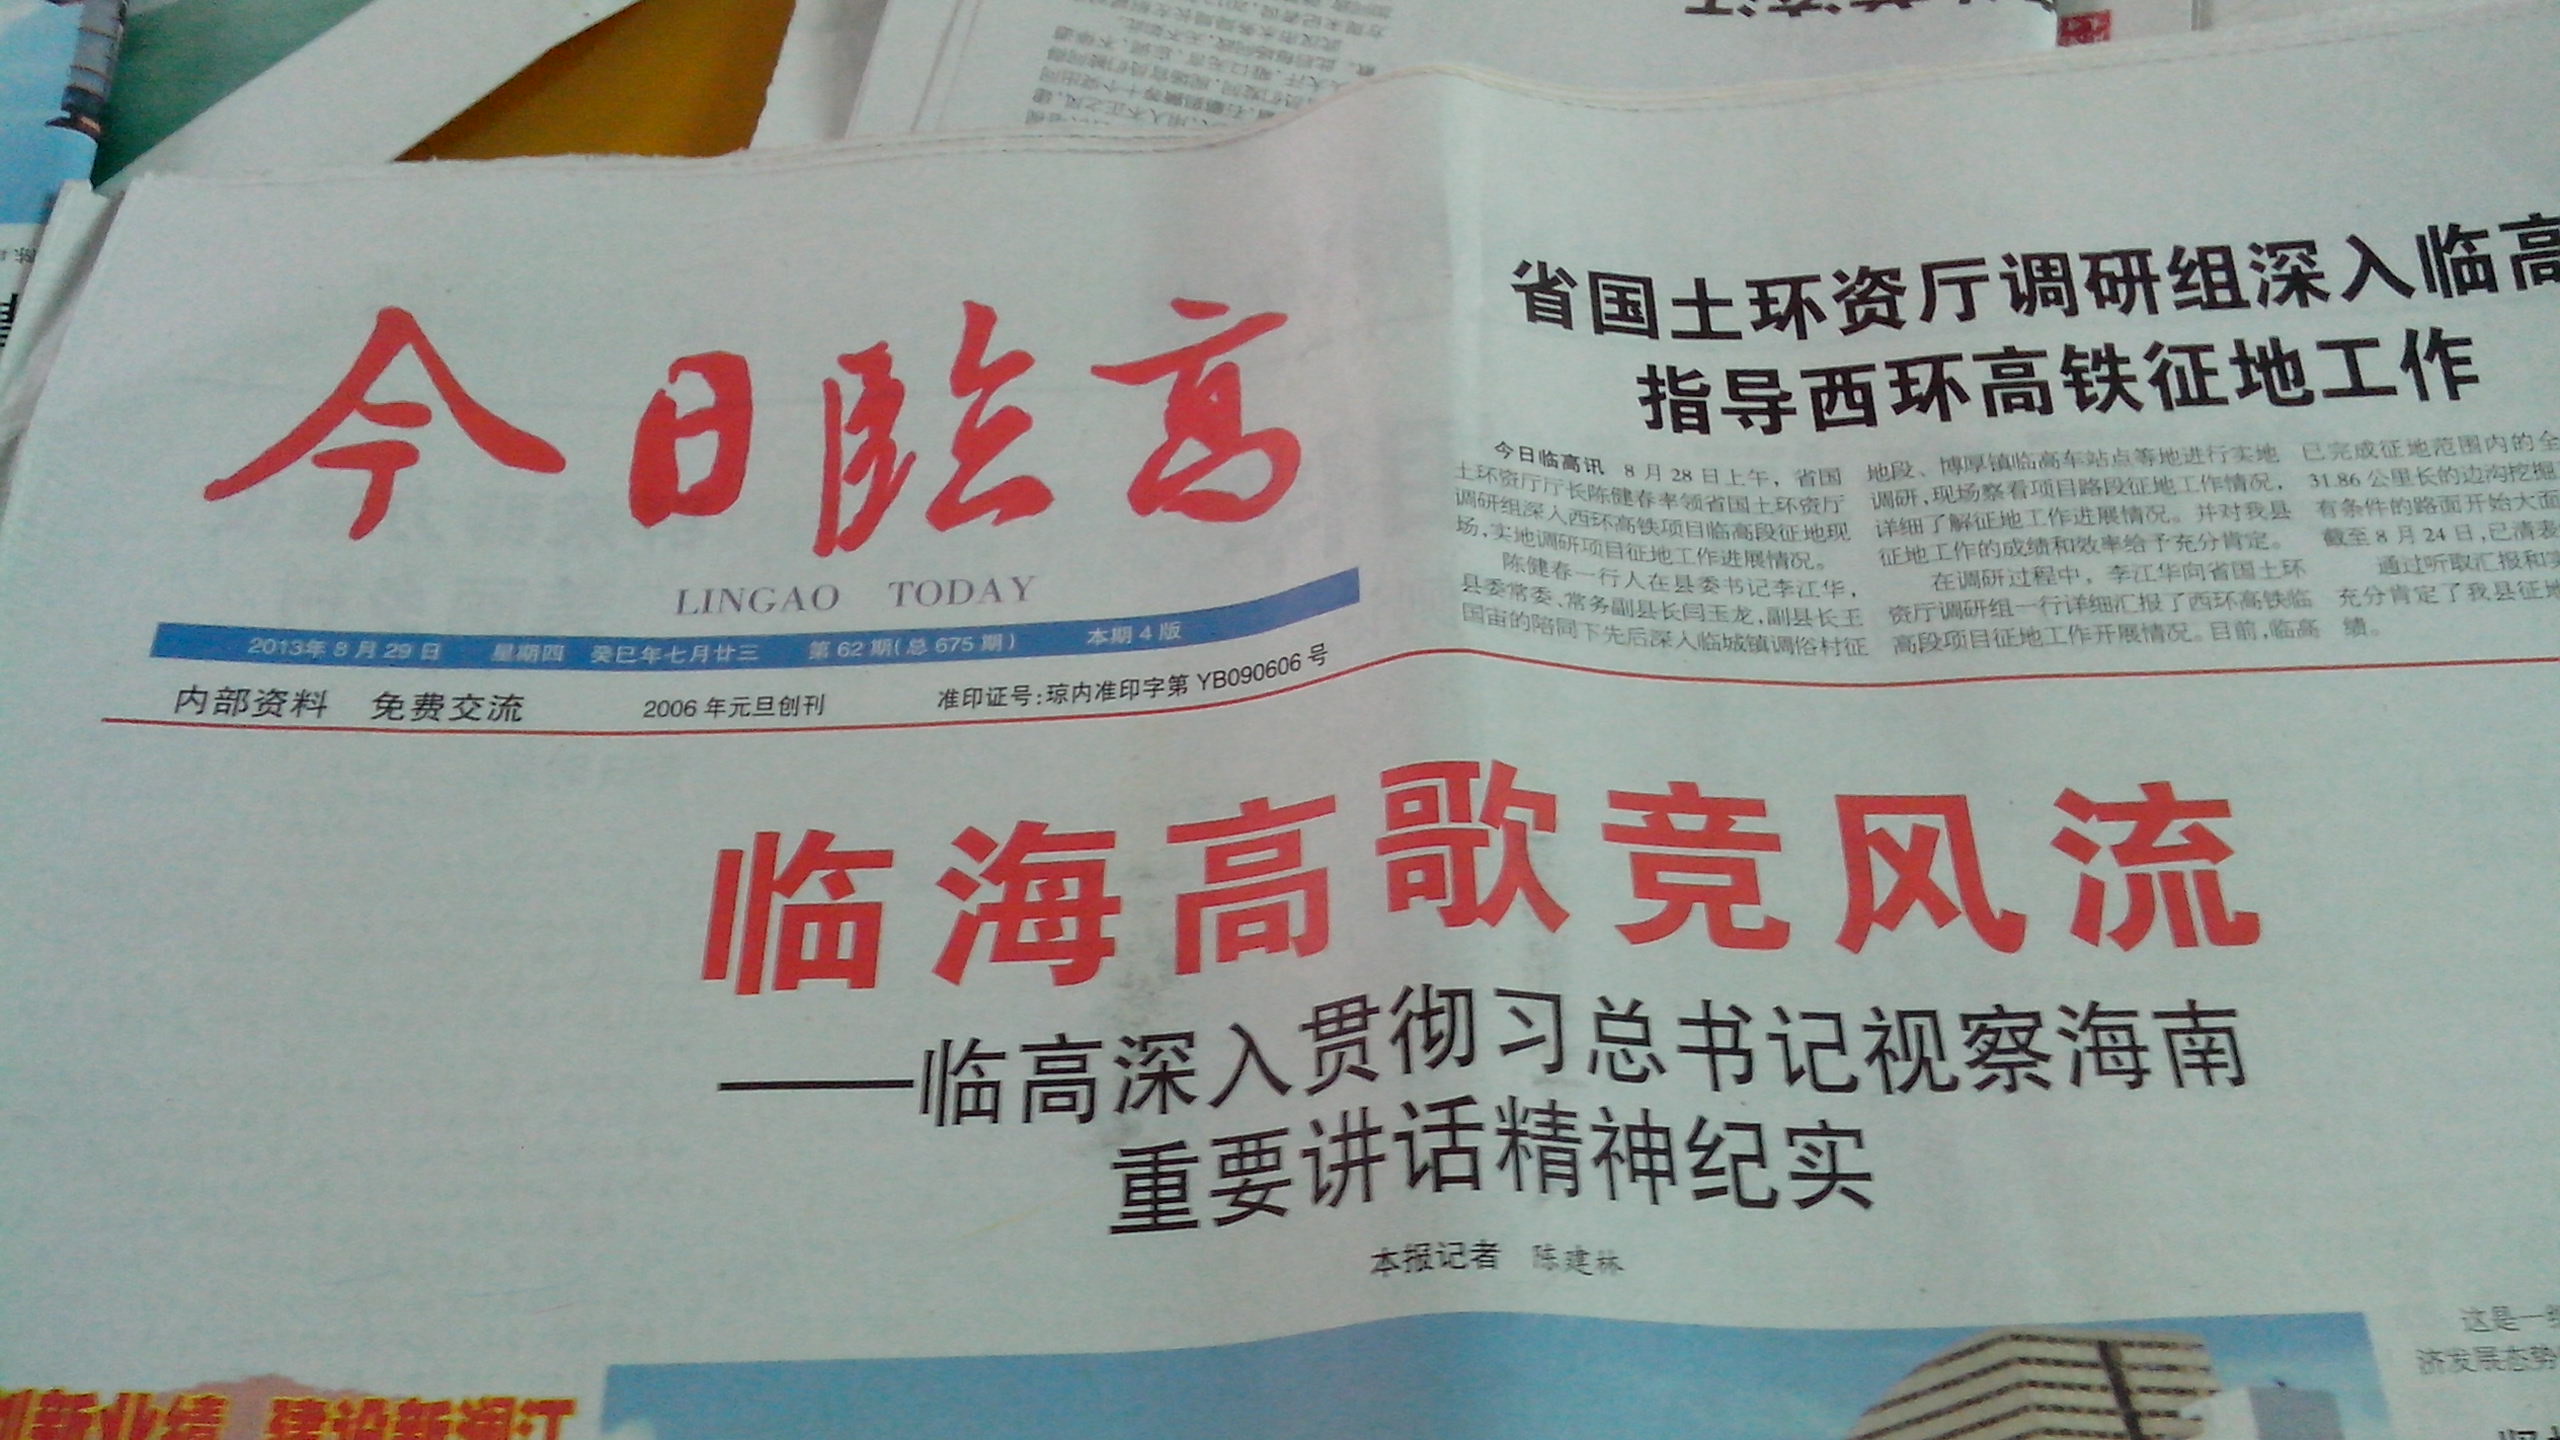 今日临高
LINGAO TODAY
2013年8月29日 星期四 癸巳年七月廿三 第62期(总675期) 本期4版
内部资料 免费交流 2006年元旦创刊 准印证号:琼内准印字第YB090606号
省国土环资厅调研组深入临高
指导西环高铁征地工作
今日临高讯 8月28日上午，省国
土环资厅厅长陈健春率领省国土环资厅
调研组深入西环高铁项目临高段征地现
场，实地调研项目征地工作进展情况。
陈健春一行人在县委书记李江华，
县委常委、常务副县长闫玉龙，副县长王
国宙的陪同下先后深入临城镇调俗村征
地段、博厚镇临高车站点等地进行实地
调研，现场察看项目路段征地工作情况，
详细了解征地工作进展情况。并对我县
征地工作的成绩和效率给予充分肯定。
在调研过程中，李江华向省国土环
资厅调研组一行详细汇报了西环高铁临
高段项目征地工作开展情况。目前，临高
已完成征地范围内的全
31.86公里长的边沟挖掘
有条件的路面开始大面
截至8月24日，已清表
通过听取汇报和实
充分肯定了我县征地
绩。
临海高歌竞风流
——临高深入贯彻习总书记视察海南
重要讲话精神纪实
本报记者 陈建林
这是一
济发展态势
创新业绩 建设新澜江